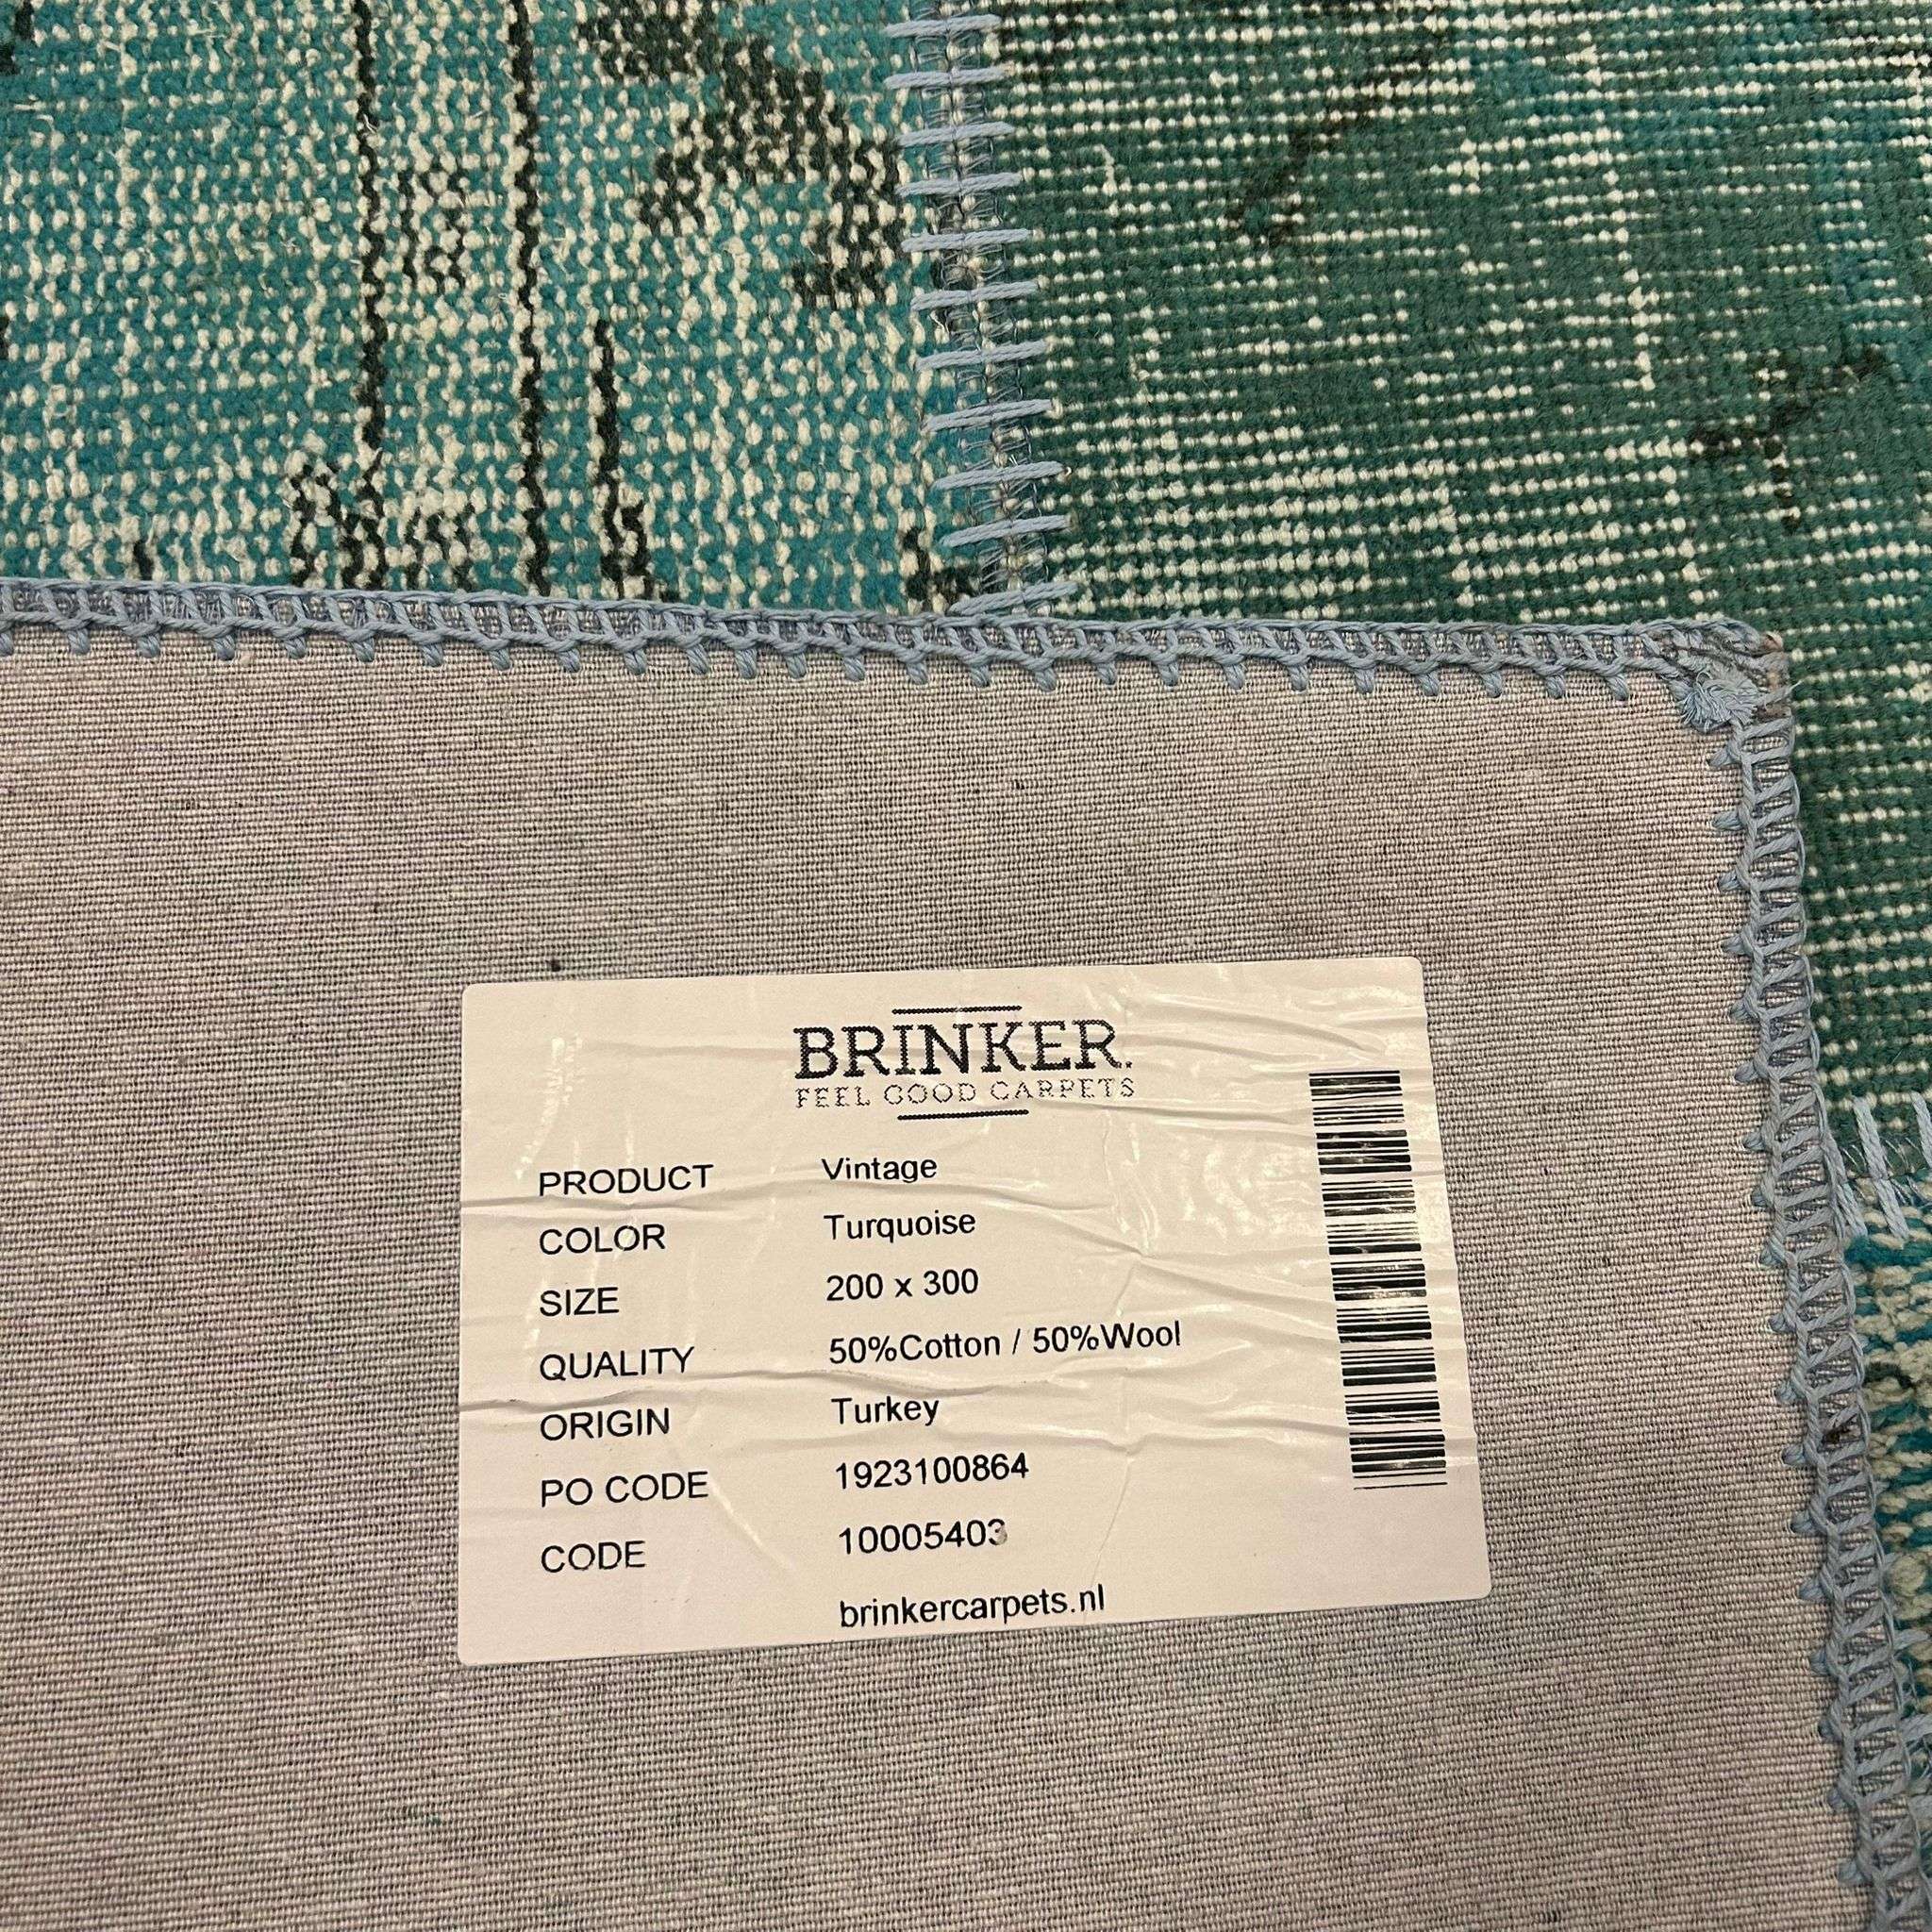 BRINKER.
FEEL GOOD CARPETS
PRODUCT Vintage
COLOR Turquoise
SIZE 200 x 300
QUALITY 50%Cotton / 50%Wool
ORIGIN Turkey
PO CODE 1923100864
CODE 10005403
brinkercarpets.nl